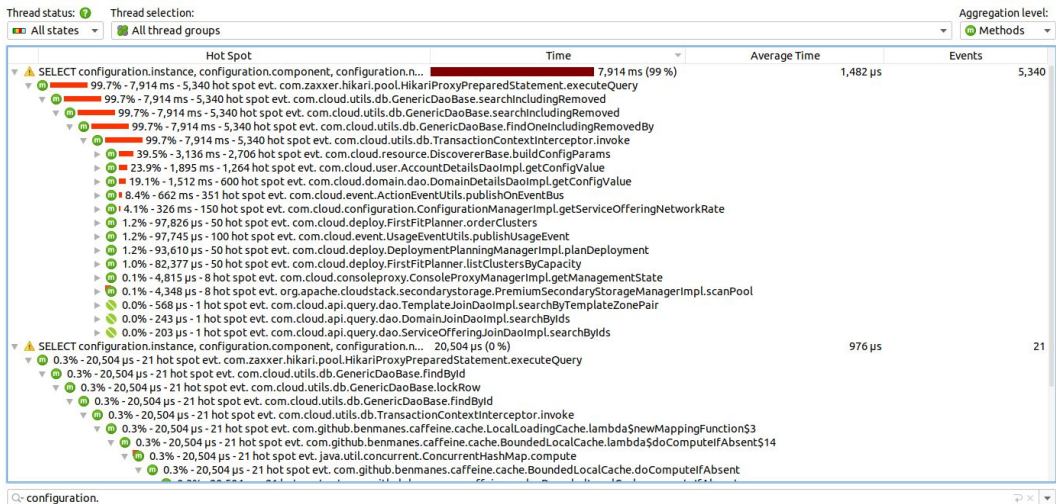 Thread status: Thread selection: Aggregation level:
All states All thread groups Methods
Hot Spot Time Average Time Events
SELECT configuration.instance, configuration.component, configuration.n... 7,914 ms (99 %) 1,482 µs 5,340
99.7% - 7,914 ms - 5,340 hot spot evt. com.zaxxer.hikari.pool.HikariProxyPreparedStatement.executeQuery
99.7% - 7,914 ms - 5,340 hot spot evt. com.cloud.utils.db.GenericDaoBase.searchIncludingRemoved
99.7% - 7,914 ms - 5,340 hot spot evt. com.cloud.utils.db.GenericDaoBase.searchIncludingRemoved
99.7% - 7,914 ms - 5,340 hot spot evt. com.cloud.utils.db.GenericDaoBase.findOneIncludingRemovedBy
99.7% - 7,914 ms - 5,340 hot spot evt. com.cloud.utils.db.TransactionContextInterceptor.invoke
39.5% - 3,136 ms - 2,706 hot spot evt. com.cloud.resource.DiscovererBase.buildConfigParams
23.9% - 1,895 ms - 1,264 hot spot evt. com.cloud.user.AccountDetailsDaoImpl.getConfigValue
19.1% - 1,512 ms - 600 hot spot evt. com.cloud.domain.dao.DomainDetailsDaoImpl.getConfigValue
8.4% - 662 ms - 351 hot spot evt. com.cloud.event.ActionEventUtils.publishOnEventBus
4.1% - 326 ms - 150 hot spot evt. com.cloud.configuration.ConfigurationManagerImpl.getServiceOfferingNetworkRate
1.2% - 97,826 µs - 50 hot spot evt. com.cloud.deploy.FirstFitPlanner.orderClusters
1.2% - 97,745 µs - 100 hot spot evt. com.cloud.event.UsageEventUtils.publishUsageEvent
1.2% - 93,610 µs - 50 hot spot evt. com.cloud.deploy.DeploymentPlanningManagerImpl.planDeployment
1.0% - 82,377 µs - 50 hot spot evt. com.cloud.deploy.FirstFitPlanner.listClustersByCapacity
0.1% - 4,815 µs - 8 hot spot evt. com.cloud.consoleproxy.ConsoleProxyManagerImpl.getManagementState
0.1% - 4,348 µs - 8 hot spot evt. org.apache.cloudstack.secondarystorage.PremiumSecondaryStorageManagerImpl.scanPool
0.0% - 568 µs - 1 hot spot evt. com.cloud.api.query.dao.TemplateJoinDaoImpl.searchByTemplateZonePair
0.0% - 243 µs - 1 hot spot evt. com.cloud.api.query.dao.DomainJoinDaoImpl.searchByIds
0.0% - 203 µs - 1 hot spot evt. com.cloud.api.query.dao.ServiceOfferingJoinDaoImpl.searchByIds
SELECT configuration.instance, configuration.component, configuration.n... 20,504 µs (0 %) 976 µs 21
0.3% - 20,504 µs - 21 hot spot evt. com.zaxxer.hikari.pool.HikariProxyPreparedStatement.executeQuery
0.3% - 20,504 µs - 21 hot spot evt. com.cloud.utils.db.GenericDaoBase.findById
0.3% - 20,504 µs - 21 hot spot evt. com.cloud.utils.db.GenericDaoBase.lockRow
0.3% - 20,504 µs - 21 hot spot evt. com.cloud.utils.db.GenericDaoBase.findById
0.3% - 20,504 µs - 21 hot spot evt. com.cloud.utils.db.TransactionContextInterceptor.invoke
0.3% - 20,504 µs - 21 hot spot evt. com.github.benmanes.caffeine.cache.LocalLoadingCache.lambda$newMappingFunction$3
0.3% - 20,504 µs - 21 hot spot evt. com.github.benmanes.caffeine.cache.BoundedLocalCache.lambda$doComputeIfAbsent$14
0.3% - 20,504 µs - 21 hot spot evt. java.util.concurrent.ConcurrentHashMap.compute
0.3% - 20,504 µs - 21 hot spot evt. com.github.benmanes.caffeine.cache.BoundedLocalCache.doComputeIfAbsent
configuration.